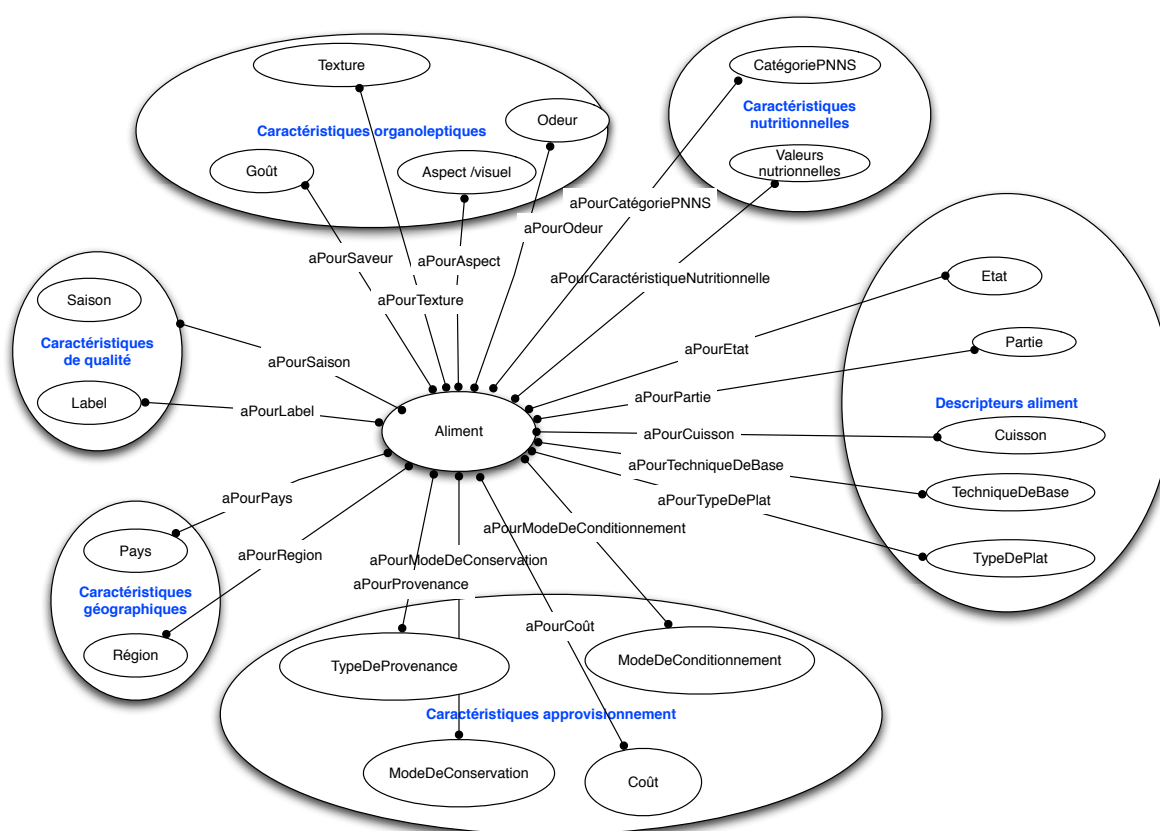 Texture
CatégoriePNNS
Caractéristiques organoleptiques
Odeur
Caractéristiques
nutritionnelles
Goût
Aspect /visuel
Valeurs
nutrionnelles
aPourCatégoriePNNS
aPourOdeur
aPourSaveur
aPourAspect
aPourCaractéristiqueNutritionnelle
aPourTexture
Saison
Etat
Caractéristiques
de qualité
aPourSaison
aPourEtat
Partie
Label
aPourLabel
aPourPartie
Descripteurs aliment
Aliment
aPourCuisson
Cuisson
aPourTechniqueDeBase
TechniqueDeBase
aPourPays
aPourTypeDePlat
aPourModeDeConditionnement
Pays
aPourRegion
aPourModeDeConservation
TypeDePlat
aPourProvenance
Caractéristiques
géographiques
aPourCoût
Région
TypeDeProvenance
ModeDeConditionnement
Caractéristiques approvisionnement
ModeDeConservation
Coût